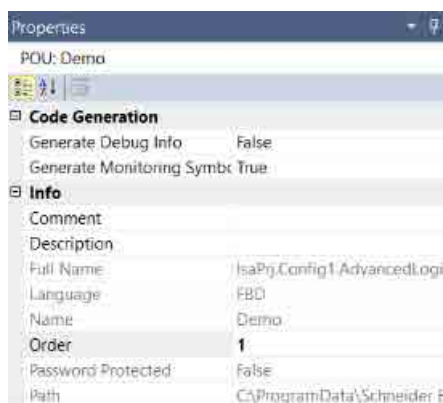 Properties
POU: Demo
Code Generation
Generate Debug Info False
Generate Monitoring Symbc True
Info
Comment
Description
Full Name IsaPrj.Config1.AdvancedLogi
Language FBD
Name Demo
Order 1
Password Protected False
Path C:\ProgramData\Schneider E